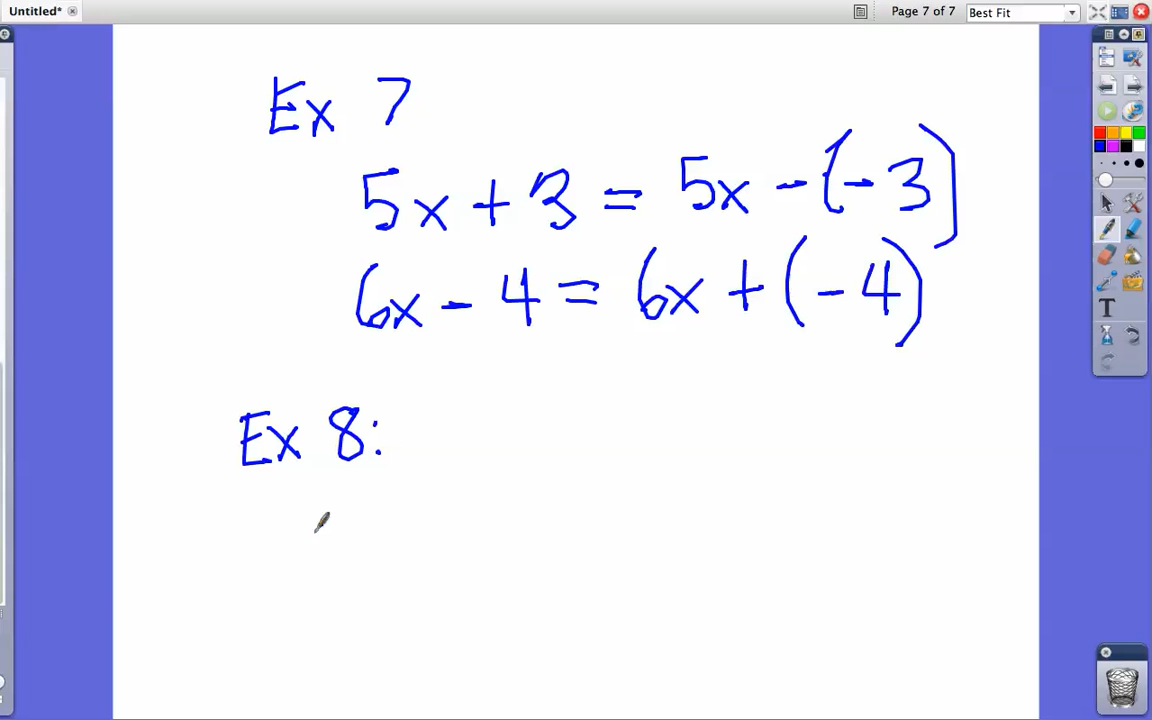 Untitled*
Page 7 of 7
Best Fit
Ex 7
5x + 3 = 5x - (-3)
6x - 4 = 6x + (-4)
Ex 8:
T